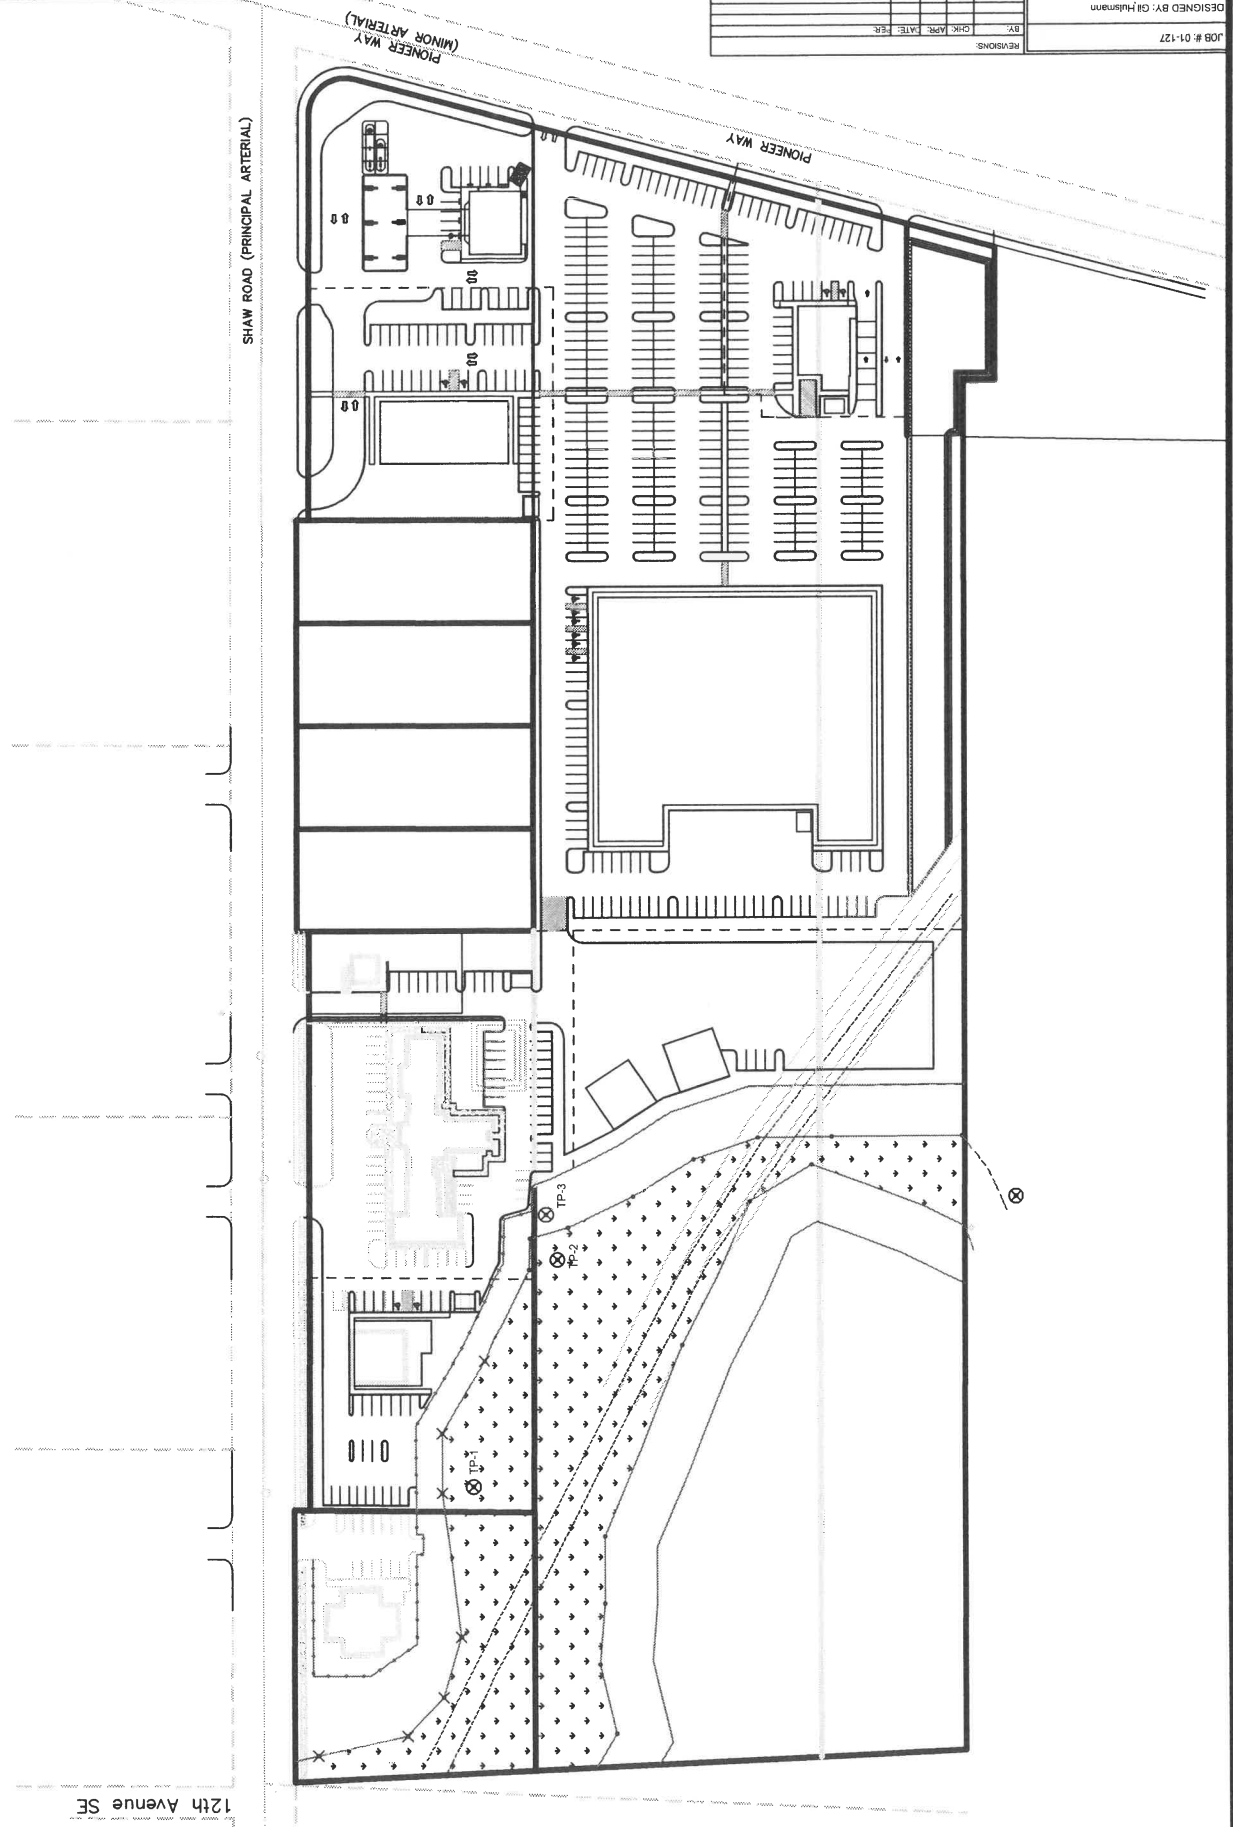 DESIGNED BY: Gil Hulsmann
JOB #: 01-127
REVISIONS:
BY: CHK: APR: DATE: PER:
PIONEER WAY
(MINOR ARTERIAL)
PIONEER WAY
SHAW ROAD (PRINCIPAL ARTERIAL)
TP-3
TP-2
TP-1
12th Avenue SE